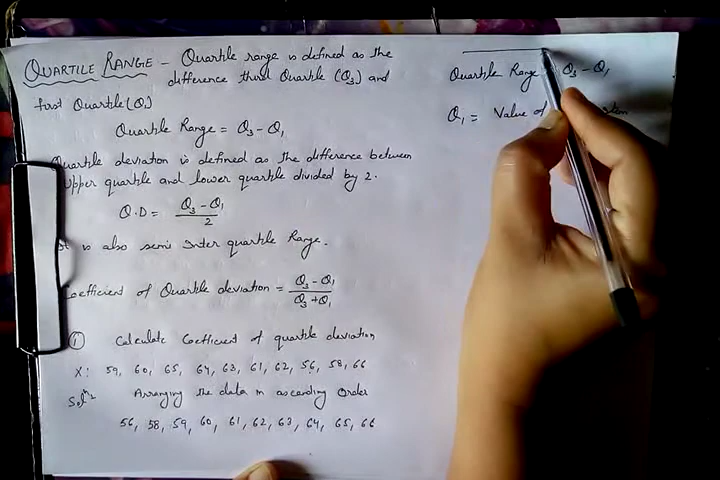 QUARTILE RANGE - Quartile range is defined as the
difference third Quartile (Q3) and
first Quartile (Q1)
Quartile Range = Q3 - Q1
Quartile deviation is defined as the difference between
Upper quartile and lower quartile divided by 2.
Q.D = Q3 - Q1 / 2
It is also semi Inter quartile Range.
Coefficient of Quartile deviation = Q3 - Q1 / Q3 + Q1
① Calculate Coefficient of quartile deviation
X: 59, 60, 65, 64, 63, 61, 62, 56, 58, 66
Solⁿ Arranging the data in ascending Order
56, 58, 59, 60, 61, 62, 63, 64, 65, 66
Quartile Range Q3 - Q1
Q1 = Value of